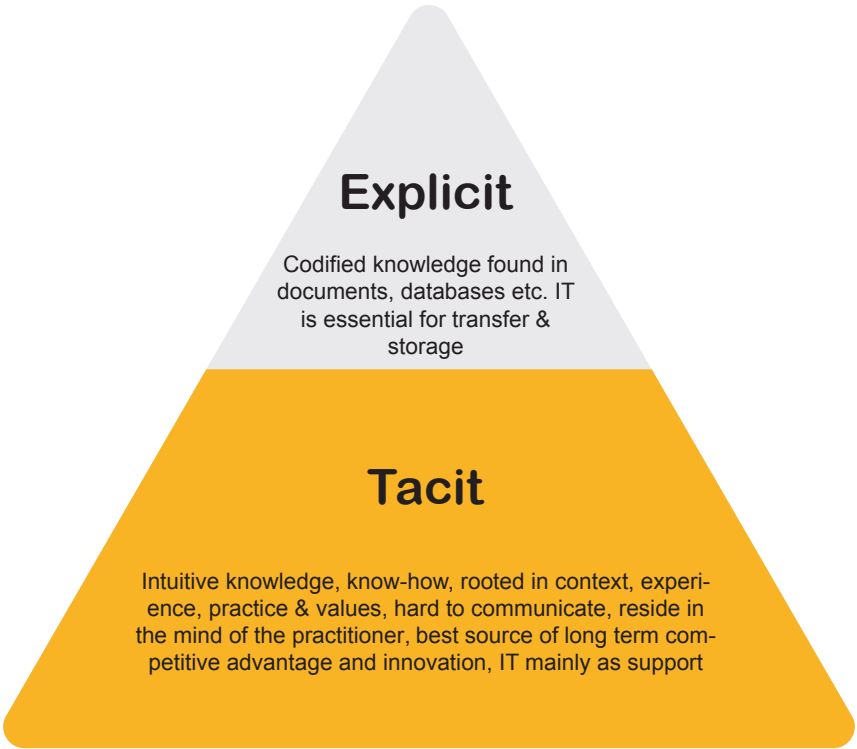 Explicit
Codified knowledge found in
documents, databases etc. IT
is essential for transfer &
storage
Tacit
Intuitive knowledge, know-how, rooted in context, experi-
ence, practice & values, hard to communicate, reside in
the mind of the practitioner, best source of long term com-
petitive advantage and innovation, IT mainly as support